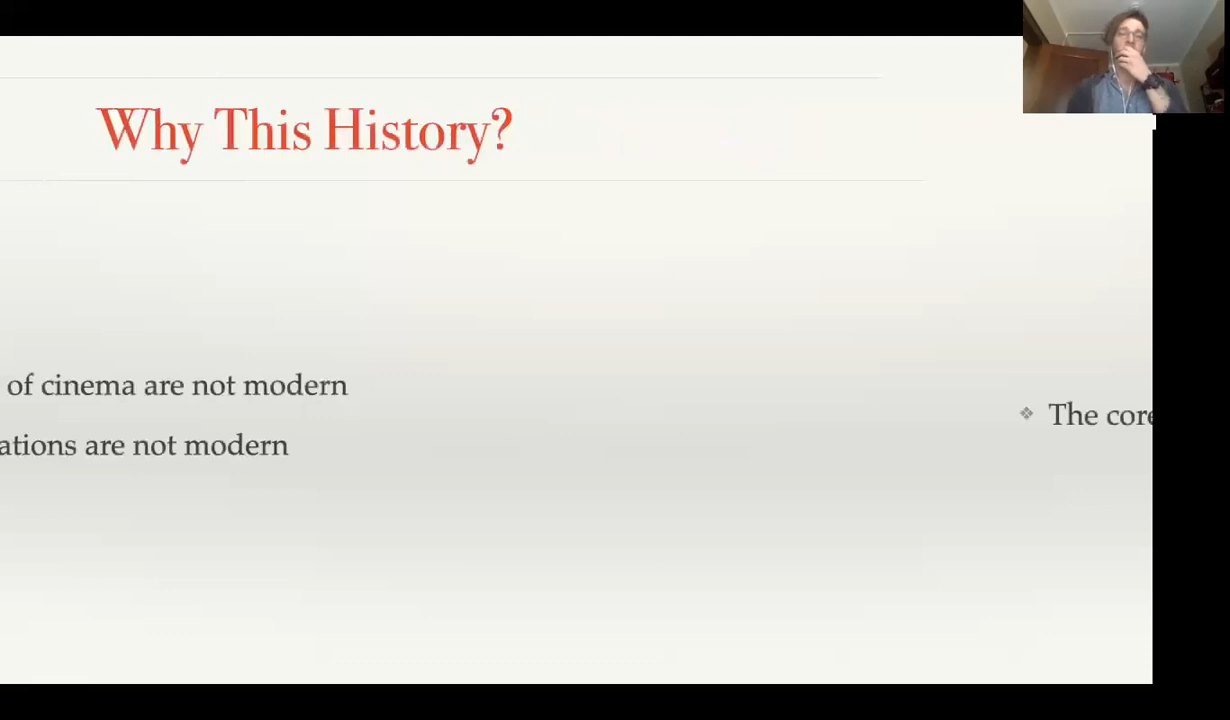 Why This History?
of cinema are not modern
ations are not modern
❖ The core